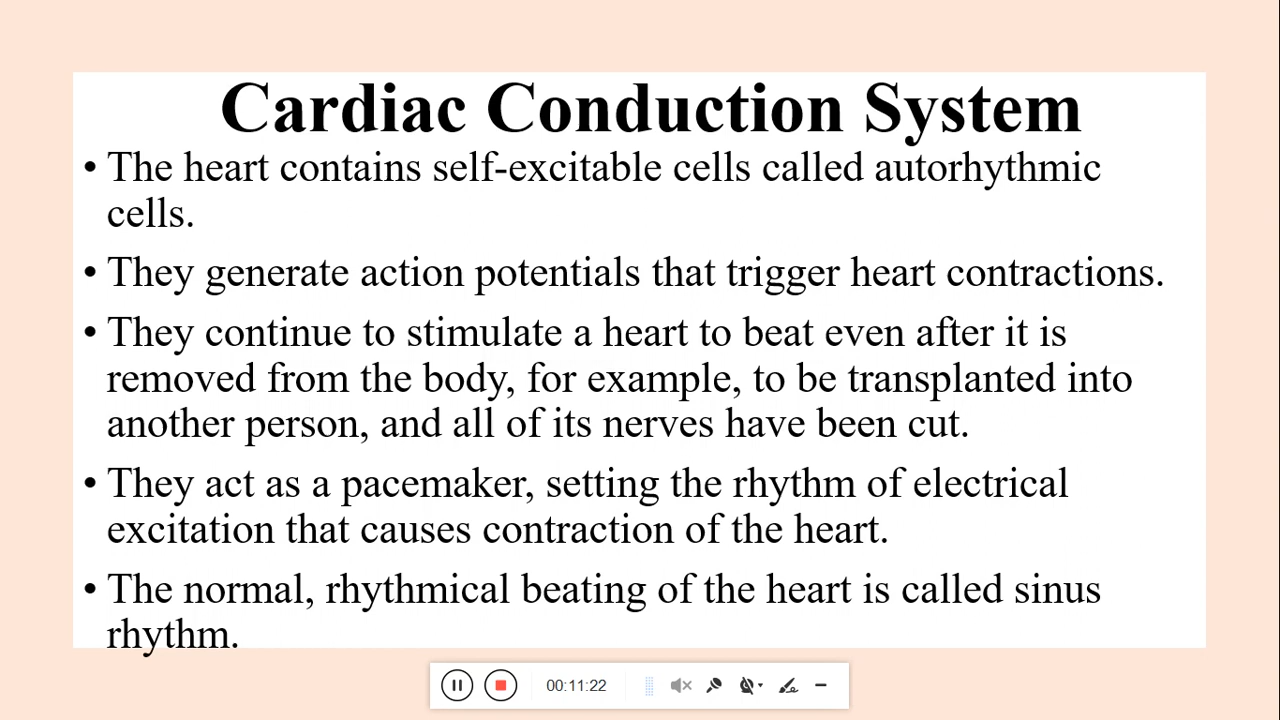 Cardiac Conduction System
• The heart contains self-excitable cells called autorhythmic
cells.
• They generate action potentials that trigger heart contractions.
• They continue to stimulate a heart to beat even after it is
removed from the body, for example, to be transplanted into
another person, and all of its nerves have been cut.
• They act as a pacemaker, setting the rhythm of electrical
excitation that causes contraction of the heart.
• The normal, rhythmical beating of the heart is called sinus
rhythm.
00:11:22